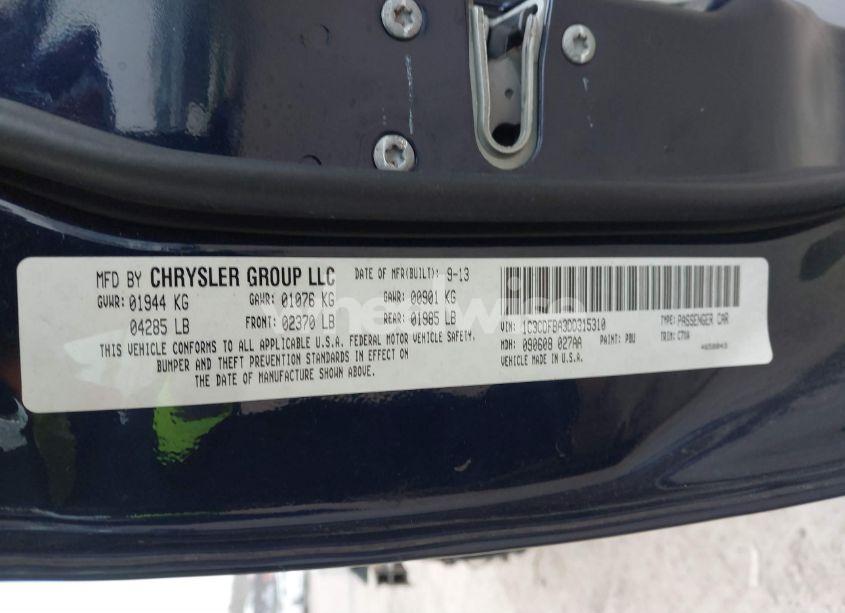 MFD BY CHRYSLER GROUP LLC DATE OF MFR(BUILT): 9-13
GVWR: 01944 KG GAWR: 01076 KG GAWR: 00901 KG
04285 LB FRONT: 02370 LB REAR: 01985 LB
THIS VEHICLE CONFORMS TO ALL APPLICABLE U.S.A. FEDERAL MOTOR VEHICLE SAFETY,
BUMPER AND THEFT PREVENTION STANDARDS IN EFFECT ON
THE DATE OF MANUFACTURE SHOWN ABOVE.
VIN: 1C3CDFBA3DD315310 TYPE: PASSENGER CAR
MDH: 090608 027AA PAINT: PBU TRIM: C7X8